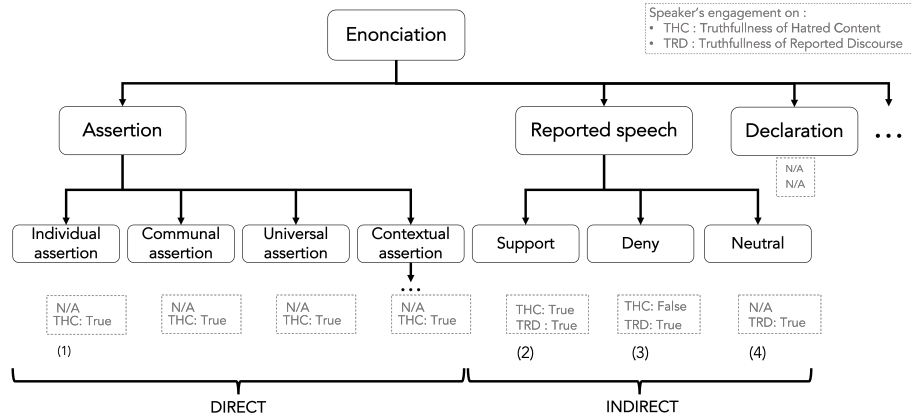 Speaker's engagement on :
• THC : Truthfullness of Hatred Content
• TRD : Truthfullness of Reported Discourse
Enonciation
Assertion
Reported speech
Declaration
...
N/A
N/A
Individual
assertion
Communal
assertion
Universal
assertion
Contextual
assertion
Support
Deny
Neutral
...
N/A
THC: True
N/A
THC: True
N/A
THC: True
N/A
THC: True
THC: True
TRD : True
THC: False
TRD: True
N/A
TRD: True
(1)
(2)
(3)
(4)
DIRECT
INDIRECT